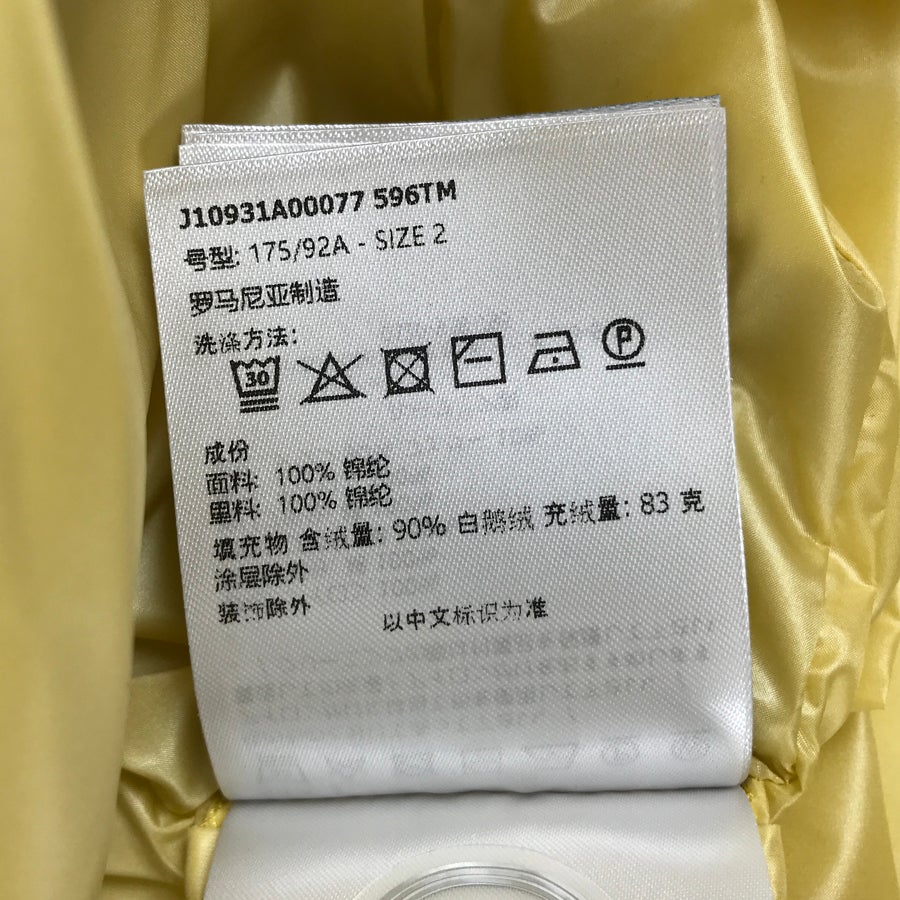 J10931A00077 596TM
号型: 175/92A - SIZE 2
罗马尼亚制造
洗涤方法:
30
P
成份
面料: 100% 锦纶
里料: 100% 锦纶
填充物 含绒量: 90% 白鹅绒 充绒量: 83 克
涂层除外
装饰除外
以中文标识为准